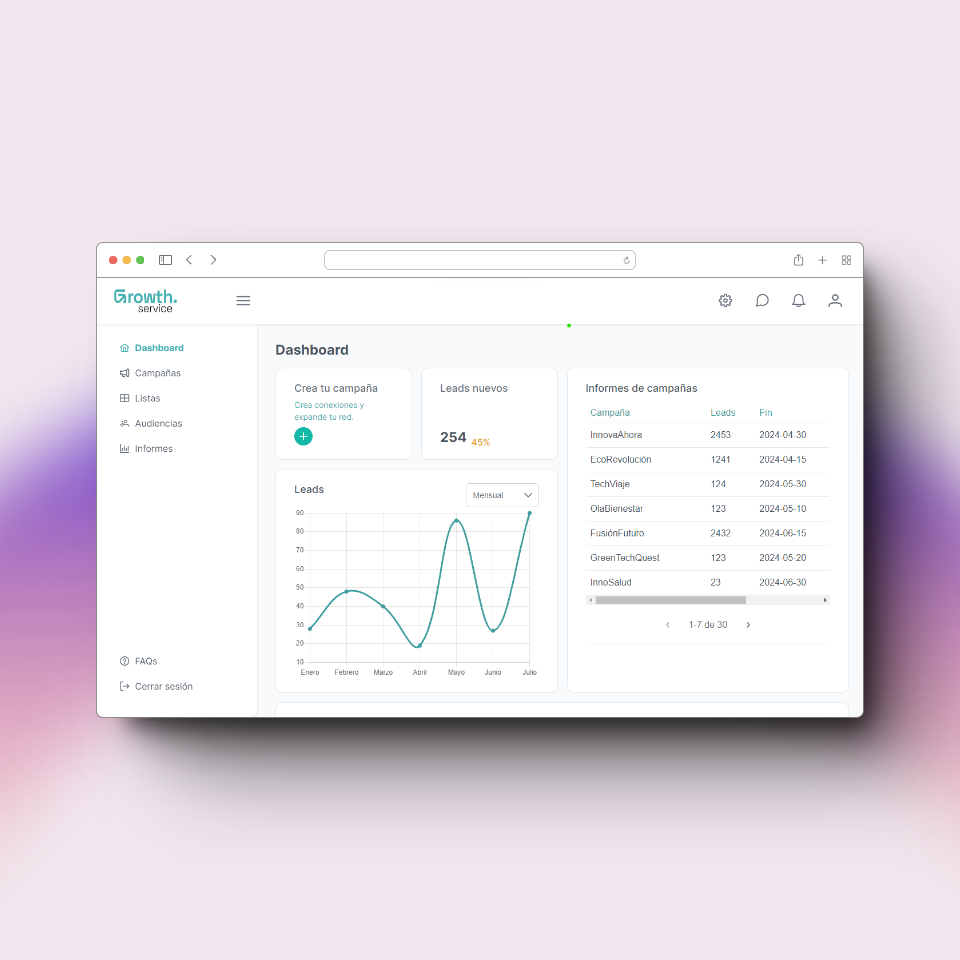 Growth.
service
Dashboard
Campañas
Listas
Audiencias
Informes
FAQs
Cerrar sesión
Dashboard
Crea tu campaña
Crea conexiones y
expande tu red.
Leads nuevos
254 45%
Leads
Mensual
90
80
70
60
50
40
30
20
10
Enero Febrero Marzo Abril Mayo Junio Julio
Informes de campañas
Campaña Leads Fin
InnovaAhora 2453 2024-04-30
EcoRevolución 1241 2024-04-15
TechViaje 124 2024-05-30
OlaBienestar 123 2024-05-10
FusiónFuturo 2432 2024-06-15
GreenTechQuest 123 2024-05-20
InnoSalud 23 2024-06-30
1-7 de 30